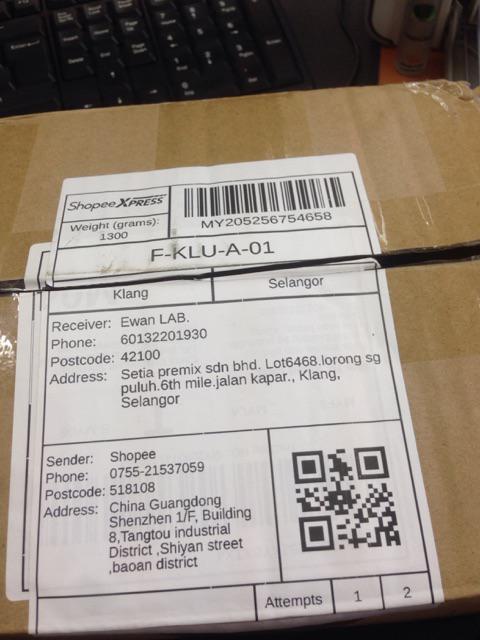 Shopee XPRESS
Weight (grams):
1300
MY205256754658
F-KLU-A-01
Klang
Selangor
Receiver: Ewan LAB.
Phone: 60132201930
Postcode: 42100
Address: Setia premix sdn bhd. Lot6468.lorong sg
puluh.6th mile.jalan kapar., Klang,
Selangor
Sender: Shopee
Phone: 0755-21537059
Postcode: 518108
Address: China Guangdong
Shenzhen 1/F, Building
8,Tangtou industrial
District ,Shiyan street
,baoan district
Attempts 1 2